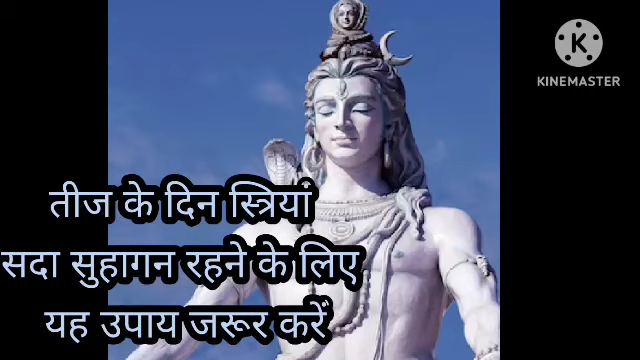 K
KINEMASTER
तीज के दिन स्त्रियां
सदा सुहागन रहने के लिए
यह उपाय जरूर करें